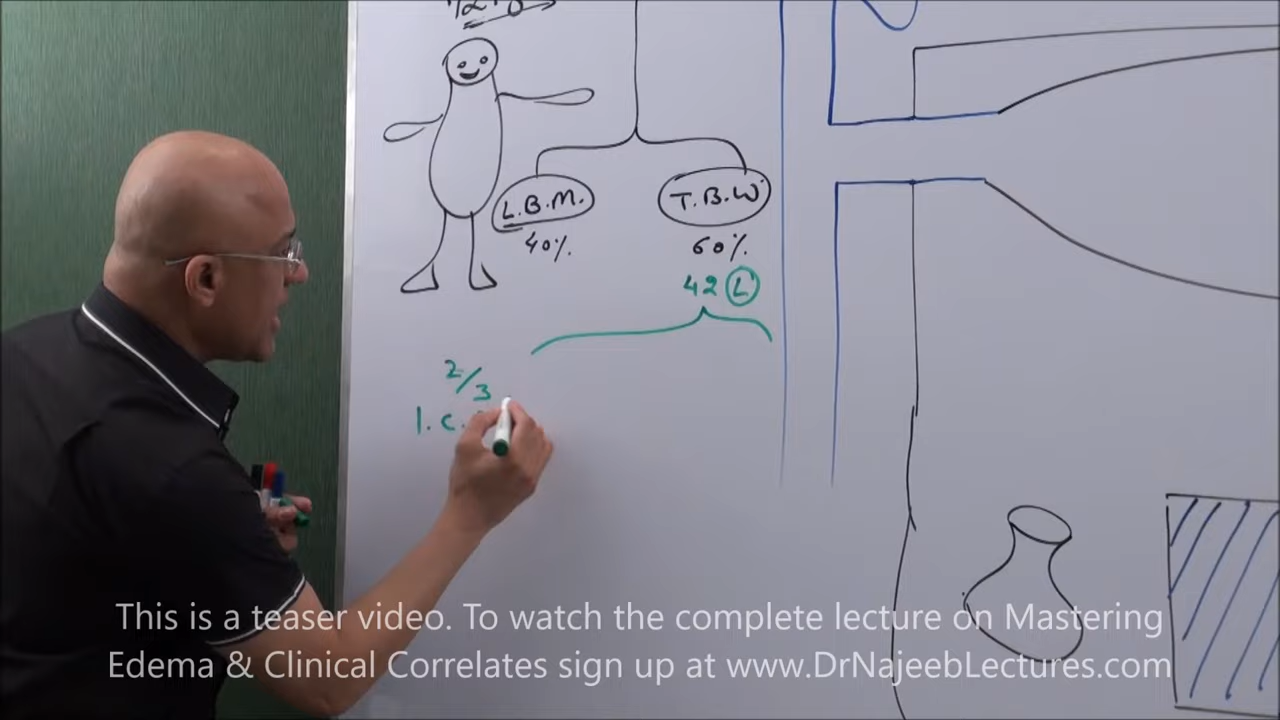 L.B.M.
T.B.W
40%
60%
42 L
2/3
I.C.
This is a teaser video. To watch the complete lecture on Mastering
Edema & Clinical Correlates sign up at www.DrNajeebLectures.com